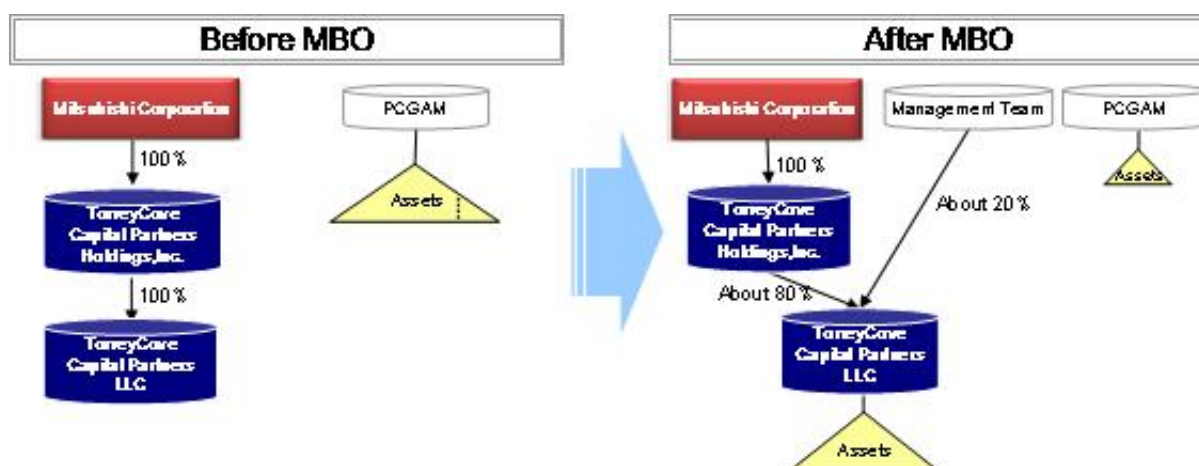 Before MBO
Mitsubishi Corporation
100%
TorreyCove
Capital Partners
Holdings,Inc.
100%
TorreyCove
Capital Partners
LLC
PCGAM
Assets
After MBO
Mitsubishi Corporation
100%
TorreyCove
Capital Partners
Holdings,Inc.
About 80%
Management Team
About 20%
PCGAM
Assets
TorreyCove
Capital Partners
LLC
Assets